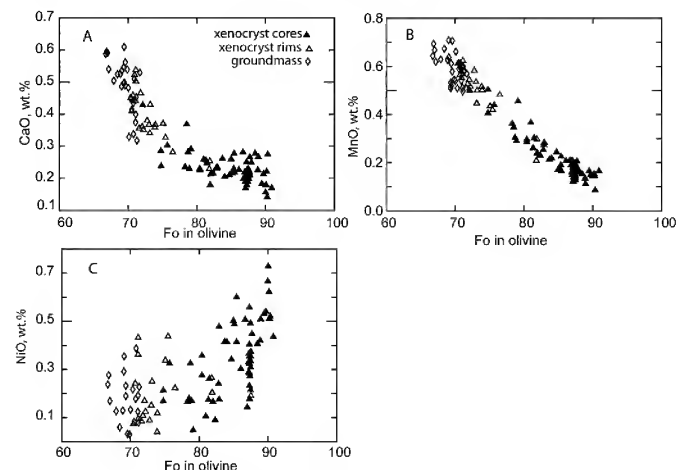 A
xenocryst cores
xenocryst rims
groundmass
CaO, wt.%
0.7
0.6
0.5
0.4
0.3
0.2
0.1
60 70 80 90 100
Fo in olivine
B
MnO, wt.%
0.8
0.6
0.4
0.2
0.0
60 70 80 90 100
Fo in olivine
C
NiO, wt.%
0.7
0.5
0.3
0.1
60 70 80 90 100
Fo in olivine